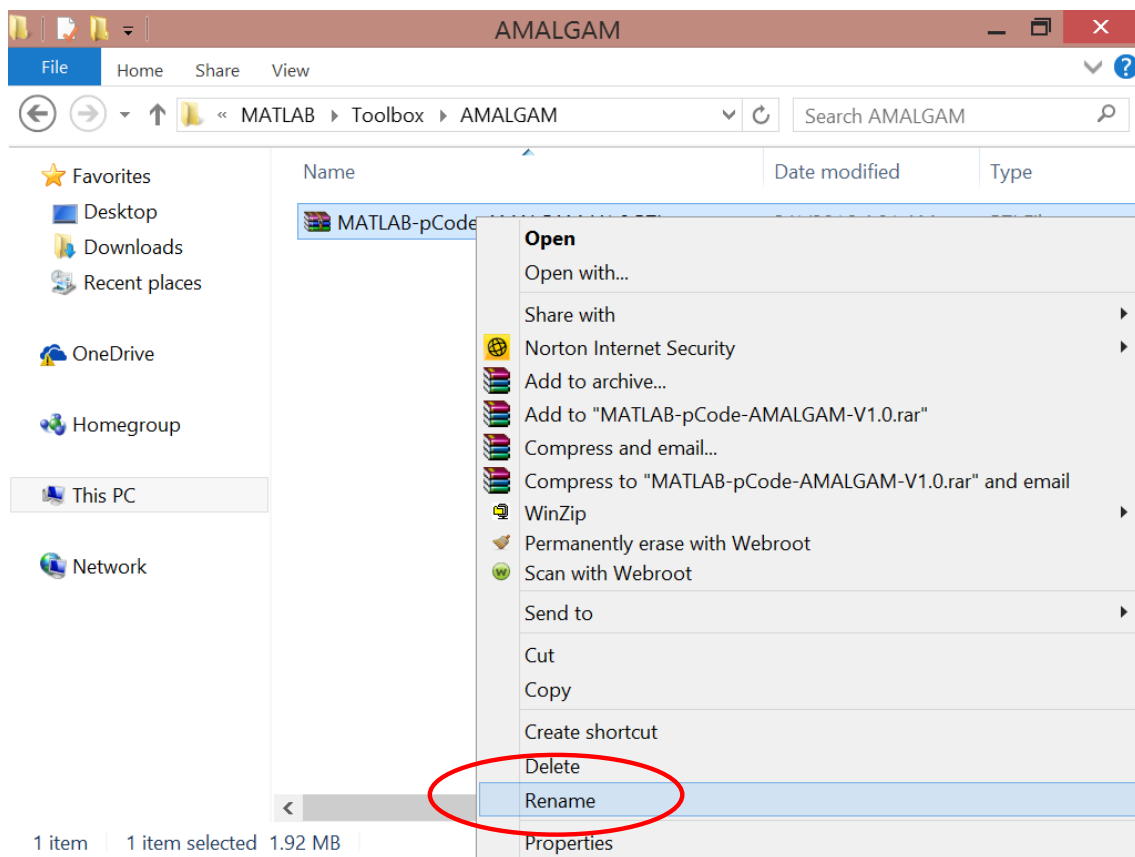 AMALGAM
File Home Share View
« MATLAB Toolbox AMALGAM Search AMALGAM
Name Date modified Type
Favorites
Desktop
Downloads
Recent places
OneDrive
Homegroup
This PC
Network
MATLAB-pCode
Open
Open with...
Share with
Norton Internet Security
Add to archive...
Add to "MATLAB-pCode-AMALGAM-V1.0.rar"
Compress and email...
Compress to "MATLAB-pCode-AMALGAM-V1.0.rar" and email
WinZip
Permanently erase with Webroot
Scan with Webroot
Send to
Cut
Copy
Create shortcut
Delete
Rename
Properties
1 item 1 item selected 1.92 MB